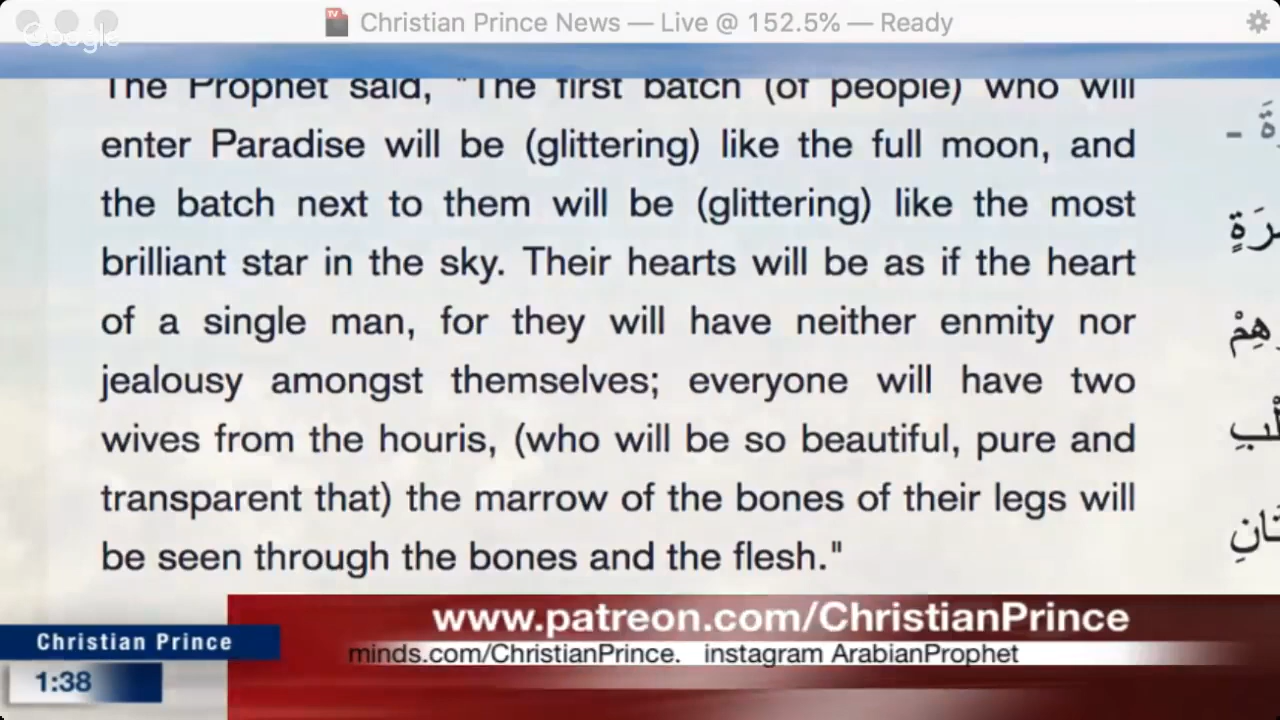 Christian Prince News — Live @ 152.5% — Ready
Google
The Prophet said, "The first batch (of people) who will
enter Paradise will be (glittering) like the full moon, and
the batch next to them will be (glittering) like the most
brilliant star in the sky. Their hearts will be as if the heart
of a single man, for they will have neither enmity nor
jealousy amongst themselves; everyone will have two
wives from the houris, (who will be so beautiful, pure and
transparent that) the marrow of the bones of their legs will
be seen through the bones and the flesh."
www.patreon.com/ChristianPrince
Christian Prince
minds.com/ChristianPrince. instagram ArabianProphet
1:38